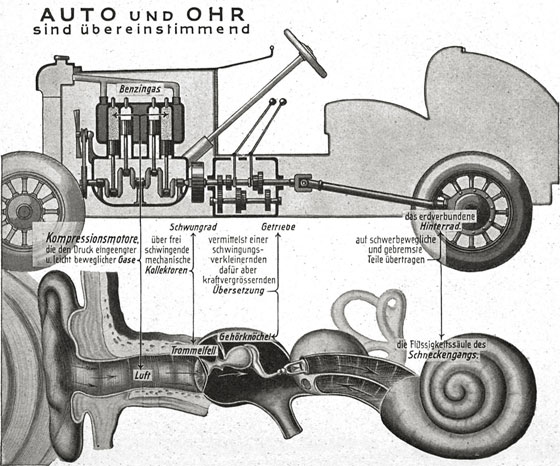 AUTO UND OHR
sind übereinstimmend
Benzingas
Kompressionsmotore,
die den Druck eingeengter
u. leicht beweglicher Gase
Schwungrad
über frei
schwingende
mechanische
Kollektoren
Getriebe
vermittelst einer
schwingungs-
verkleinernden
dafür aber
kraftvergrössernden
Übersetzung
das erdverbundene
Hinterrad.
auf schwerbewegliche
und gebremste
Teile übertragen
Luft
Trommelfell
Gehörknöchel
die Flüssigkeitssäule des
Schneckengangs.